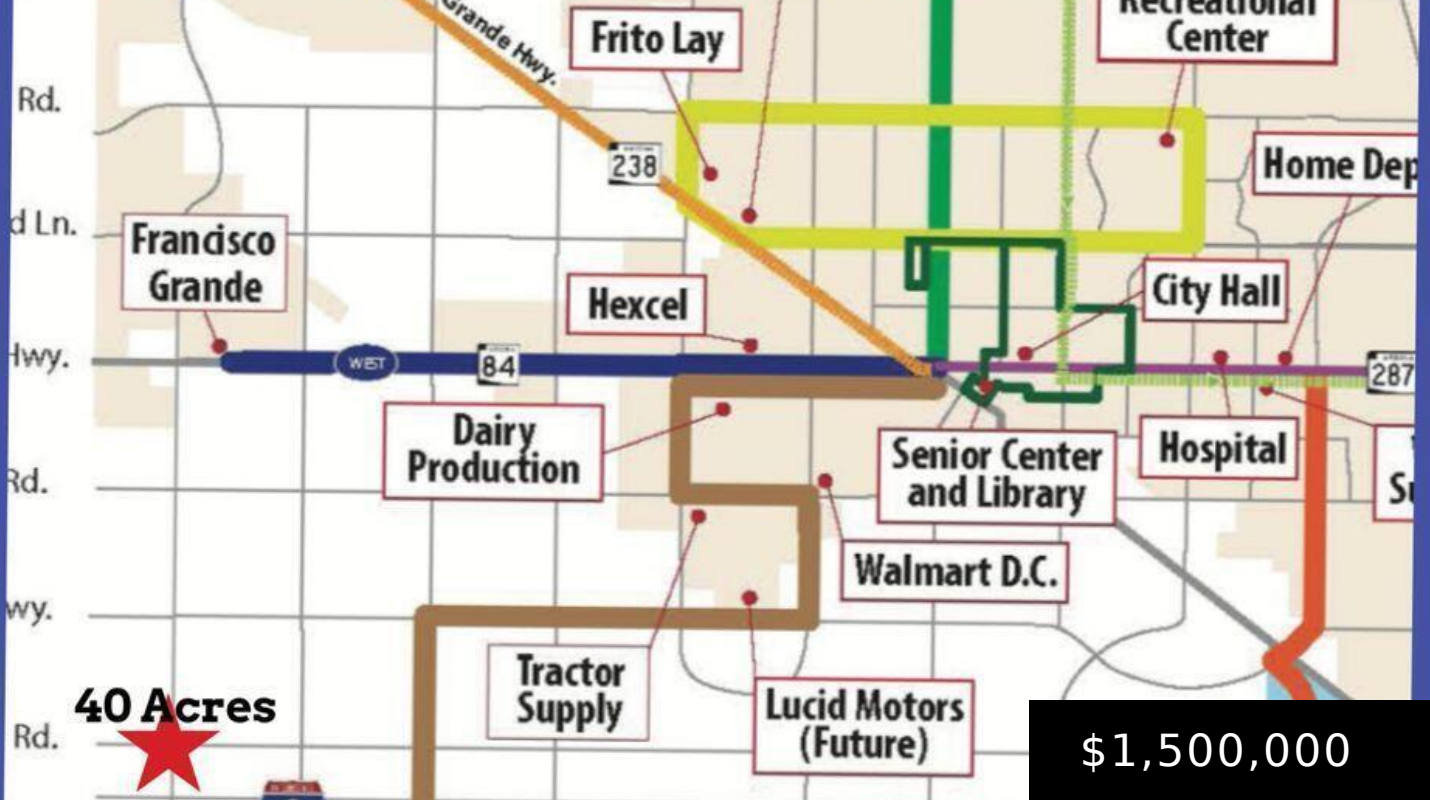 Recreational
Center
Grande Hwy.
Frito Lay
Rd.
238
Home Dep
d Ln.
Francisco
Grande
Hexcel
City Hall
Hwy.
WEST
84
287
Dairy
Production
Senior Center
and Library
Hospital
Rd.
Su
Walmart D.C.
wy.
Tractor
Supply
Lucid Motors
(Future)
40 Acres
Rd.
$1,500,000